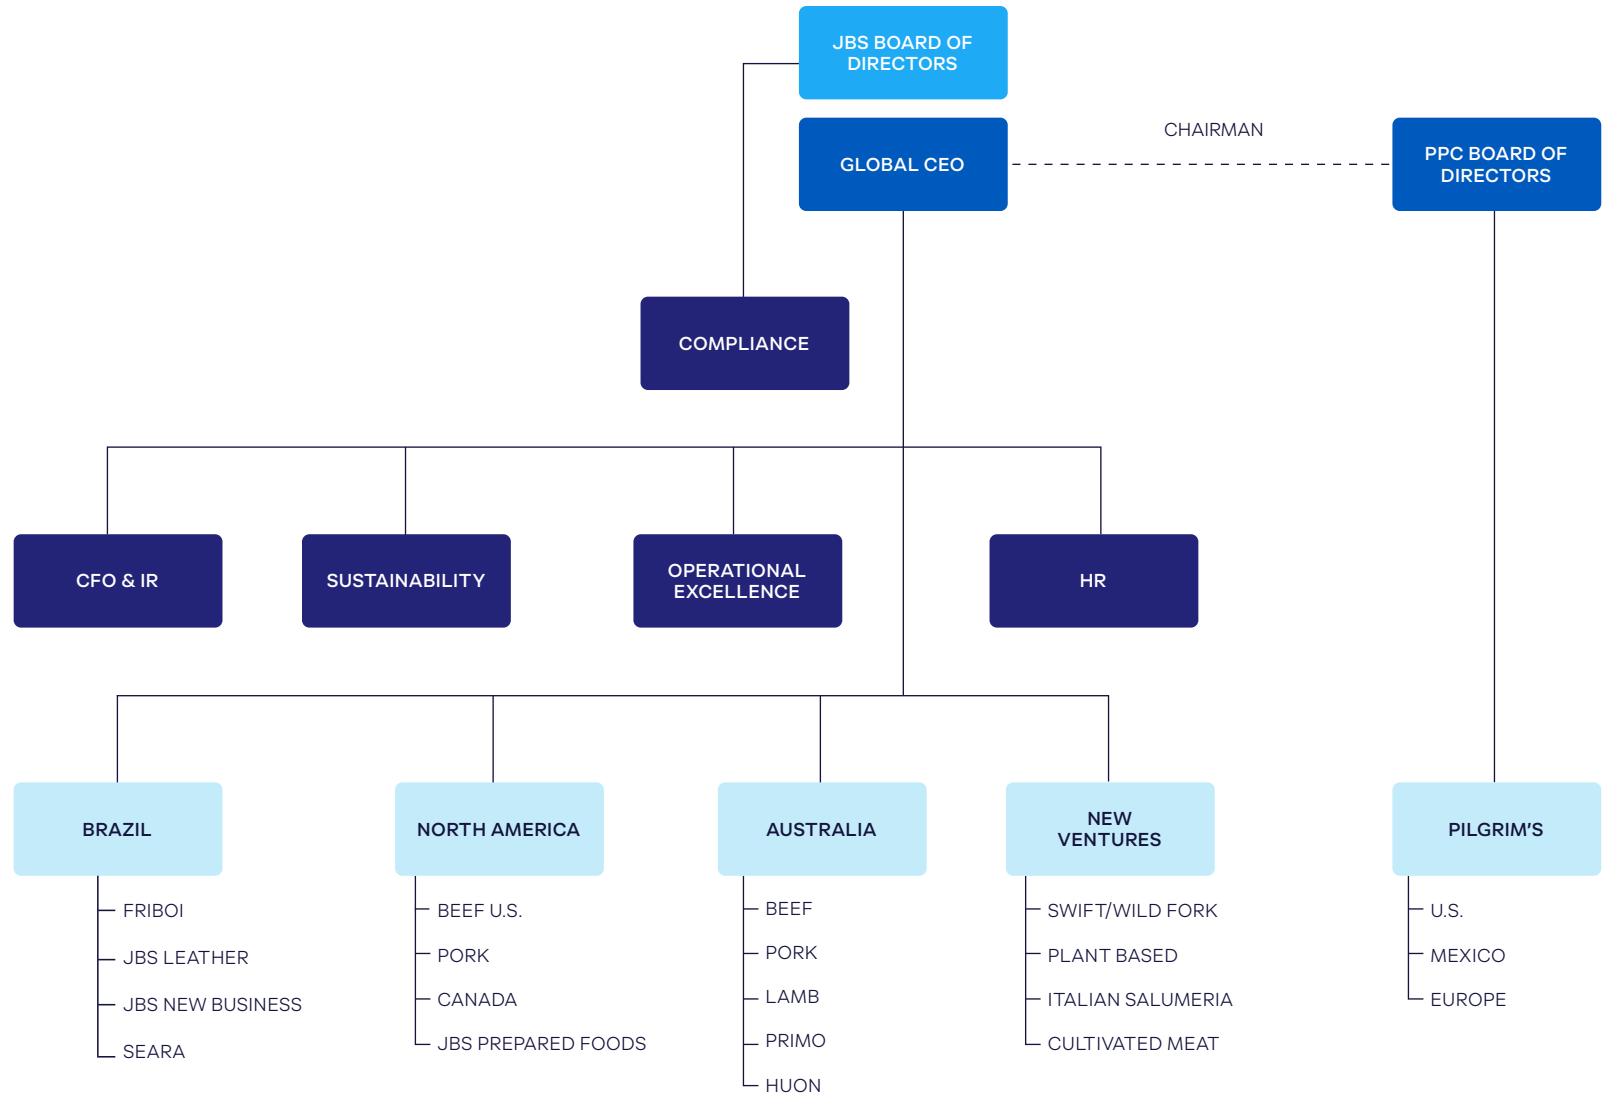 JBS BOARD OF
DIRECTORS
CHAIRMAN
GLOBAL CEO
PPC BOARD OF
DIRECTORS
COMPLIANCE
CFO & IR
SUSTAINABILITY
OPERATIONAL
EXCELLENCE
HR
BRAZIL
FRIBOI
JBS LEATHER
JBS NEW BUSINESS
SEARA
NORTH AMERICA
BEEF U.S.
PORK
CANADA
JBS PREPARED FOODS
AUSTRALIA
BEEF
PORK
LAMB
PRIMO
HUON
NEW
VENTURES
SWIFT/WILD FORK
PLANT BASED
ITALIAN SALUMERIA
CULTIVATED MEAT
PILGRIM'S
U.S.
MEXICO
EUROPE